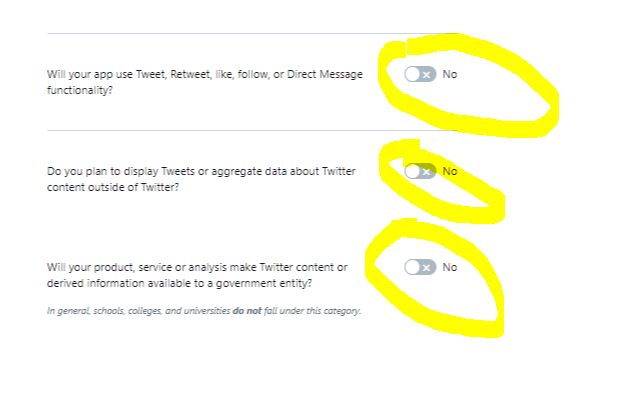 Will your app use Tweet, Retweet, like, follow, or Direct Message No
functionality?
Do you plan to display Tweets or aggregate data about Twitter No
content outside of Twitter?
Will your product, service or analysis make Twitter content or No
derived information available to a government entity?
In general, schools, colleges, and universities do not fall under this category.